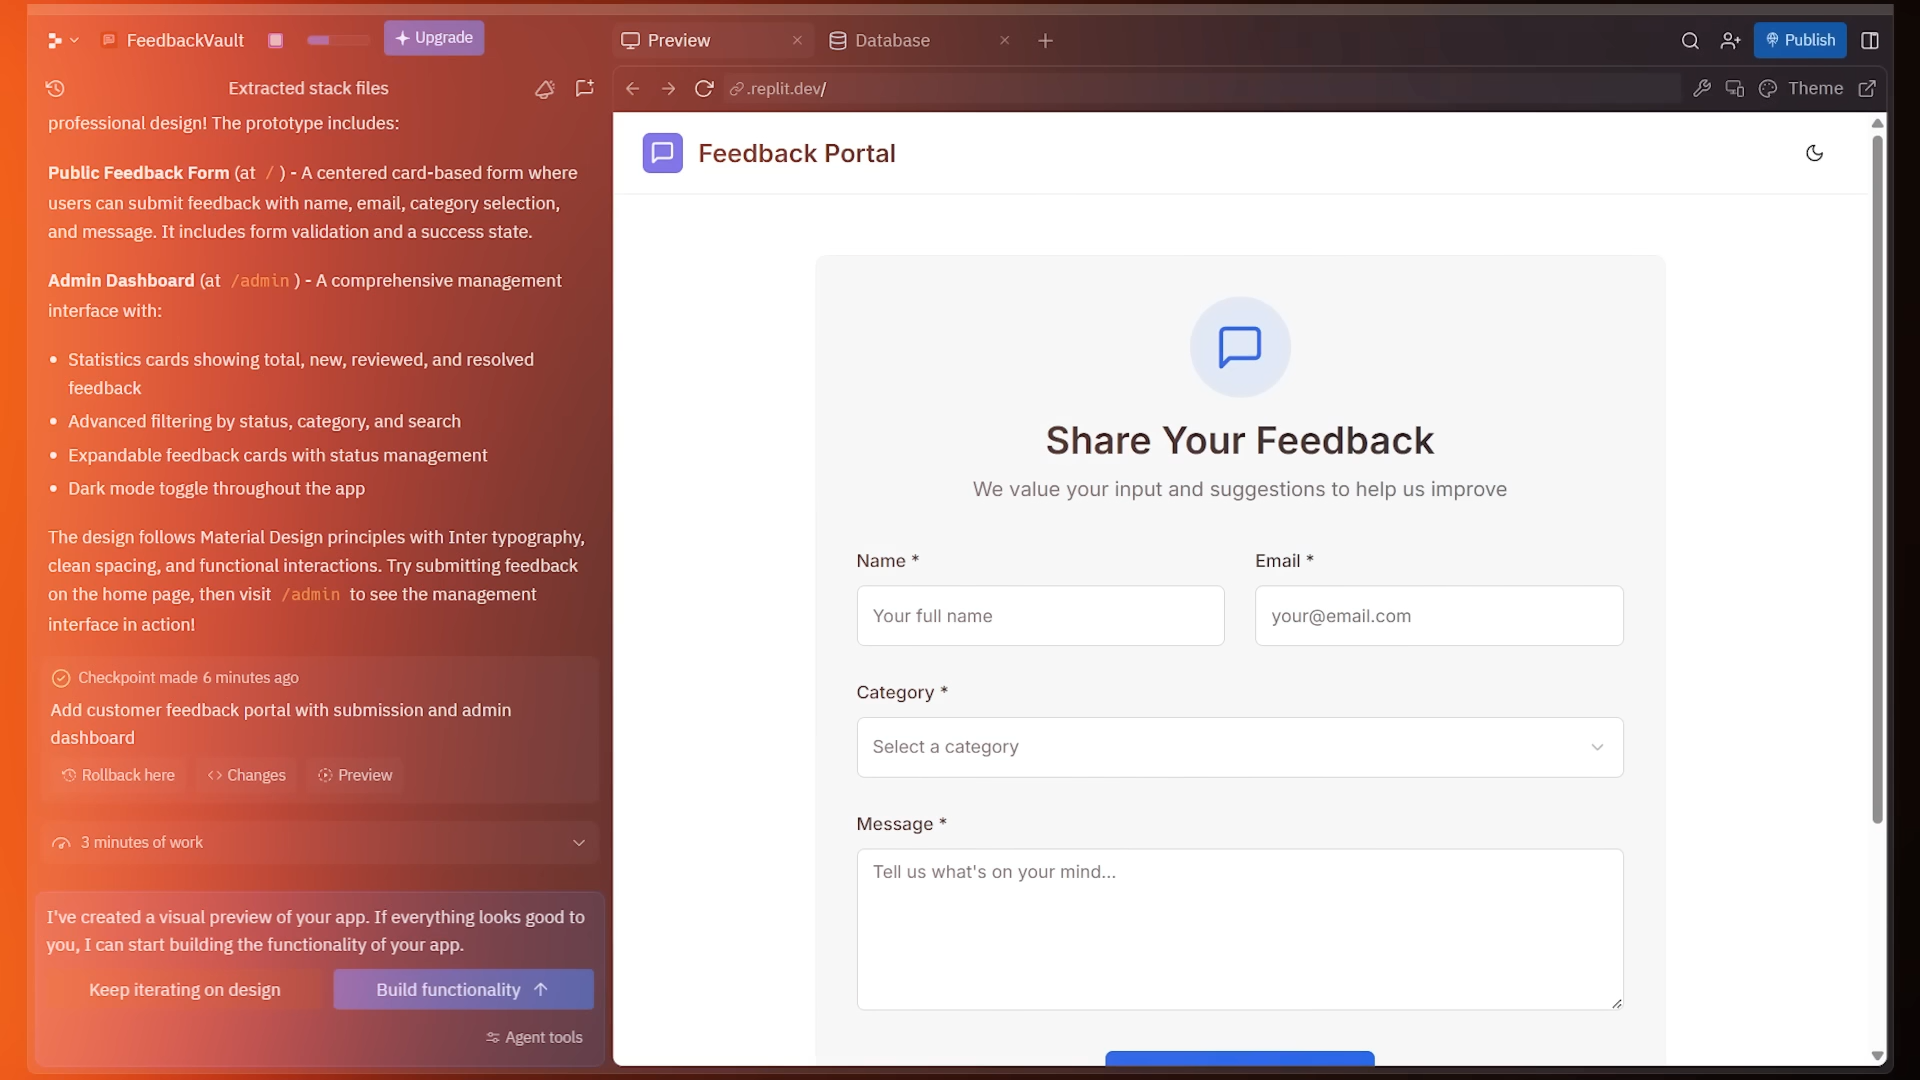 FeedbackVault
Upgrade
Preview
Database
Publish
Extracted stack files
.replit.dev/
Theme
professional design! The prototype includes:
Public Feedback Form (at / ) - A centered card-based form where
users can submit feedback with name, email, category selection,
and message. It includes form validation and a success state.
Admin Dashboard (at /admin ) - A comprehensive management
interface with:
• Statistics cards showing total, new, reviewed, and resolved
feedback
• Advanced filtering by status, category, and search
• Expandable feedback cards with status management
• Dark mode toggle throughout the app
The design follows Material Design principles with Inter typography,
clean spacing, and functional interactions. Try submitting feedback
on the home page, then visit /admin to see the management
interface in action!
Checkpoint made 6 minutes ago
Add customer feedback portal with submission and admin
dashboard
Rollback here
Changes
Preview
3 minutes of work
I've created a visual preview of your app. If everything looks good to
you, I can start building the functionality of your app.
Keep iterating on design
Build functionality
Agent tools
Feedback Portal
Share Your Feedback
We value your input and suggestions to help us improve
Name *
Email *
Your full name
your@email.com
Category *
Select a category
Message *
Tell us what's on your mind...